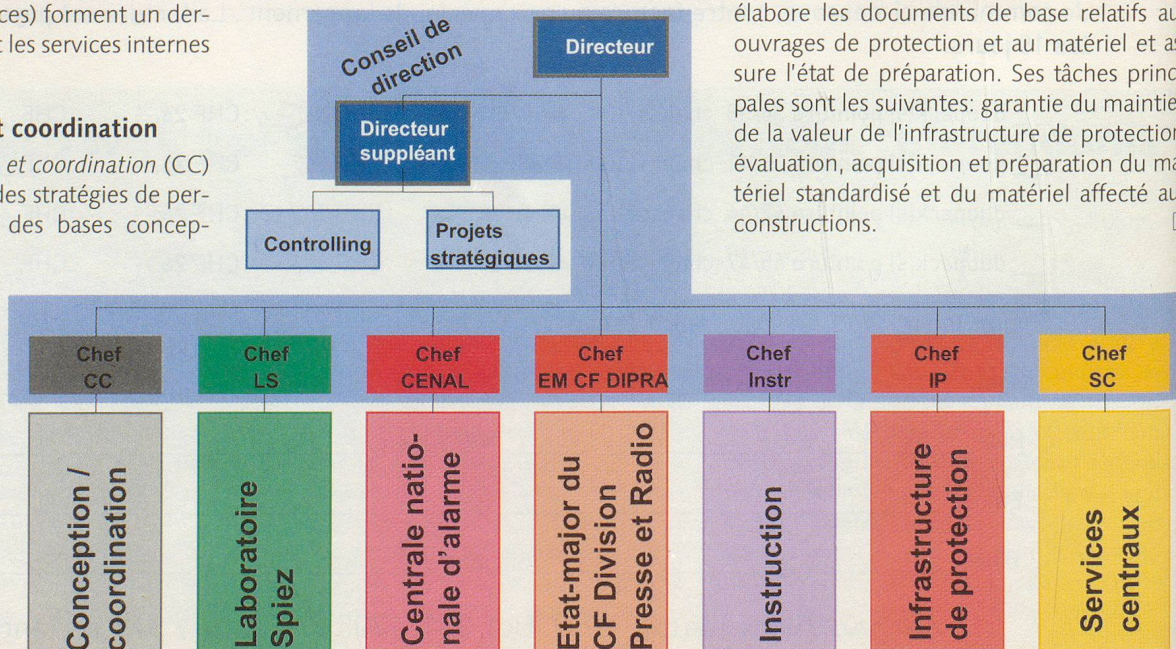 ces) forment un der-
t les services internes
t coordination
et coordination (CC)
des stratégies de per-
des bases concep-
Conseil de
direction
Directeur
Directeur
suppléant
Controlling
Projets
stratégiques
élabore les documents de base relatifs au
ouvrages de protection et au matériel et as
sure l'état de préparation. Ses tâches princ
pales sont les suivantes: garantie du maintie
de la valeur de l'infrastructure de protection
évaluation, acquisition et préparation du ma
tériel standardisé et du matériel affecté au
constructions.
Chef
CC
Chef
LS
Chef
CENAL
Chef
EM CF DIPRA
Chef
Instr
Chef
IP
Chef
SC
Conception /
coordination
Laboratoire
Spiez
Centrale natio-
nale d'alarme
Etat-major du
CF Division
Presse et Radio
Instruction
Infrastructure
de protection
Services
centraux